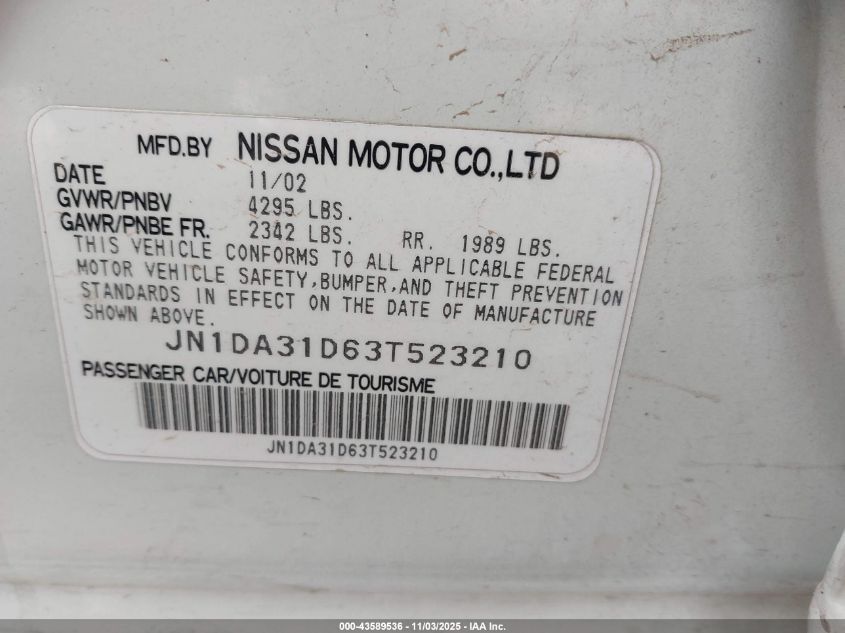 MFD.BY NISSAN MOTOR CO.,LTD
DATE 11/02
GVWR/PNBV 4295 LBS.
GAWR/PNBE FR. 2342 LBS. RR. 1989 LBS.
THIS VEHICLE CONFORMS TO ALL APPLICABLE FEDERAL
MOTOR VEHICLE SAFETY,BUMPER,AND THEFT PREVENTION
STANDARDS IN EFFECT ON THE DATE OF MANUFACTURE
SHOWN ABOVE.
JN1DA31D63T523210
PASSENGER CAR/VOITURE DE TOURISME
JN1DA31D63T523210
000-43589536 - 11/03/2025 - IAA Inc.